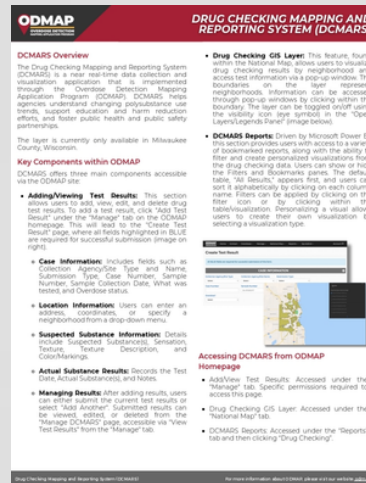 ODMAP
OVERDOSE DETECTION
MAPPING APPLICATION PROGRAM
DRUG CHECKING MAPPING AND
REPORTING SYSTEM (DCMARS)
DCMARS Overview
The Drug Checking Mapping and Reporting System
(DCMARS) is a near real-time data collection and
visualization application that is implemented
through the Overdose Detection Mapping
Application Program (ODMAP). DCMARS helps
agencies understand changing polysubstance use
trends, support education and harm reduction
efforts, and foster public health and public safety
partnerships.
The layer is currently only available in Milwaukee
County, Wisconsin.
Key Components within ODMAP
DCMARS offers three main components accessible
via the ODMAP site:
• Adding/Viewing Test Results: This section
allows users to add, view, edit, and delete drug
test results. To add a test result, click "Add Test
Result" under the "Manage" tab on the ODMAP
homepage. This will lead to the "Create Test
Result" page, where all fields highlighted in BLUE
are required for successful submission (image on
right).
Case Information: Includes fields such as
Collection Agency/Site Type and Name,
Submission Type, Case Number, Sample
Number, Sample Collection Date, What was
tested, and Overdose status.
Location Information: Users can enter an
address, coordinates, or specify a
neighborhood from a drop-down menu.
Suspected Substance Information: Details
include Suspected Substance(s), Sensation,
Texture, Texture Description, and
Color/Markings.
Actual Substance Results: Records the Test
Date, Actual Substance(s), and Notes.
Managing Results: After adding results, users
can either submit the current test results or
select "Add Another". Submitted results can
be viewed, edited, or deleted from the
"Manage DCMARS" page, accessible via "View
Test Results" from the "Manage" tab.
• Drug Checking GIS Layer: This feature, foun
within the National Map, allows users to visualiz
drug checking results by neighborhood an
access test information via a pop-up window. Th
boundaries on the layer represe
neighborhoods. Information can be accesse
through pop-up windows by clicking within th
boundary. The layer can be toggled on/off usin
the visibility icon (eye symbol) in the "Ope
Layers/Legends Panel" (image below).
• DCMARS Reports: Driven by Microsoft Power B
this section provides users with access to a varie
of bookmarked reports, along with the ability t
filter and create personalized visualizations from
the drug checking data. Users can show or hid
the Filters and Bookmarks panes. The defau
table, "All Results," appears first, and users ca
sort it alphabetically by clicking on each colum
name. Filters can be applied by clicking on th
filter icon or by clicking within th
table/visualization. Personalizing a visual allow
users to create their own visualization b
selecting a visualization type.
Create Test Result
CASE INFORMATION
Accessing DCMARS from ODMAP
Homepage
• Add/View Test Results: Accessed under the
"Manage" tab. Specific permissions required to
access this page.
• Drug Checking GIS Layer: Accessed under the
"National Map" tab.
• DCMARS Reports: Accessed under the "Reports"
tab and then clicking "Drug Checking".
Drug Checking Mapping and Reporting System (DCMARS)
For more information about ODMAP, please visit our website